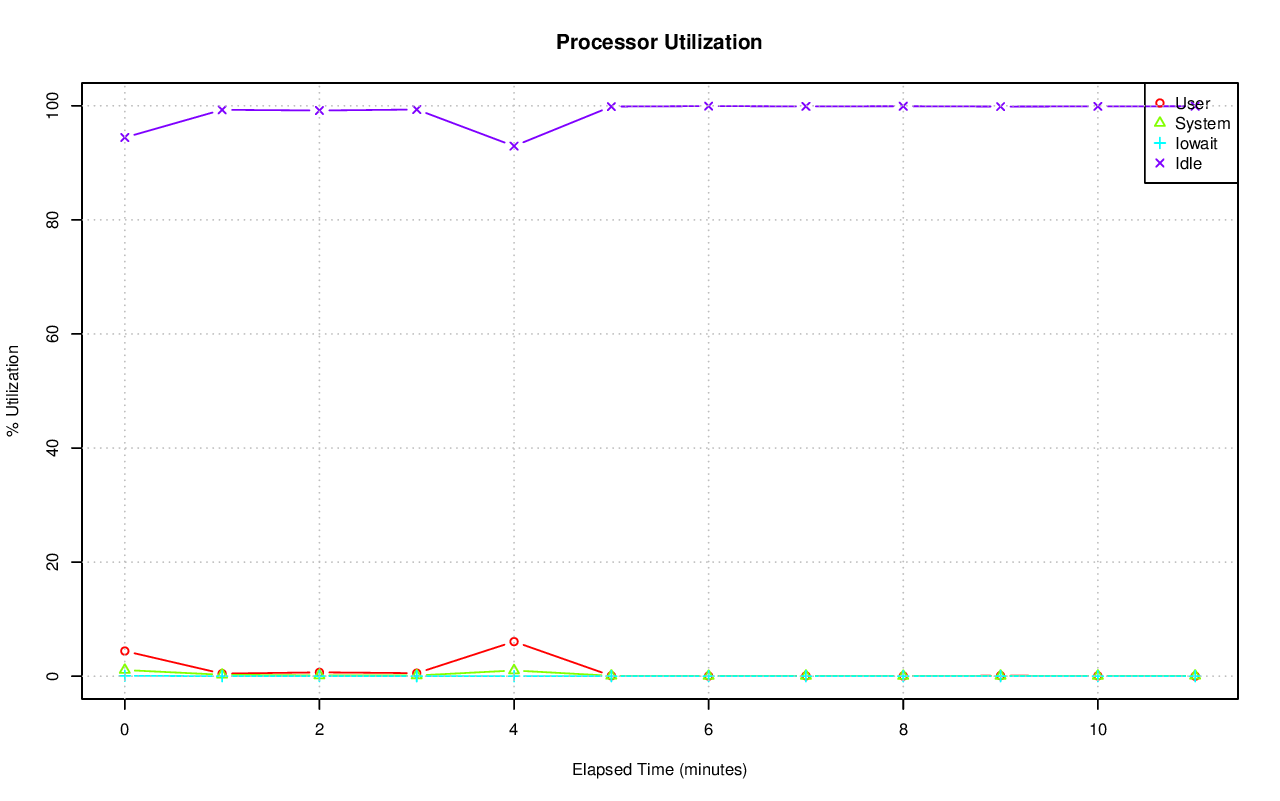 Processor Utilization
% Utilization
100
80
60
40
20
0
User
System
Iowait
Idle
0 2 4 6 8 10
Elapsed Time (minutes)